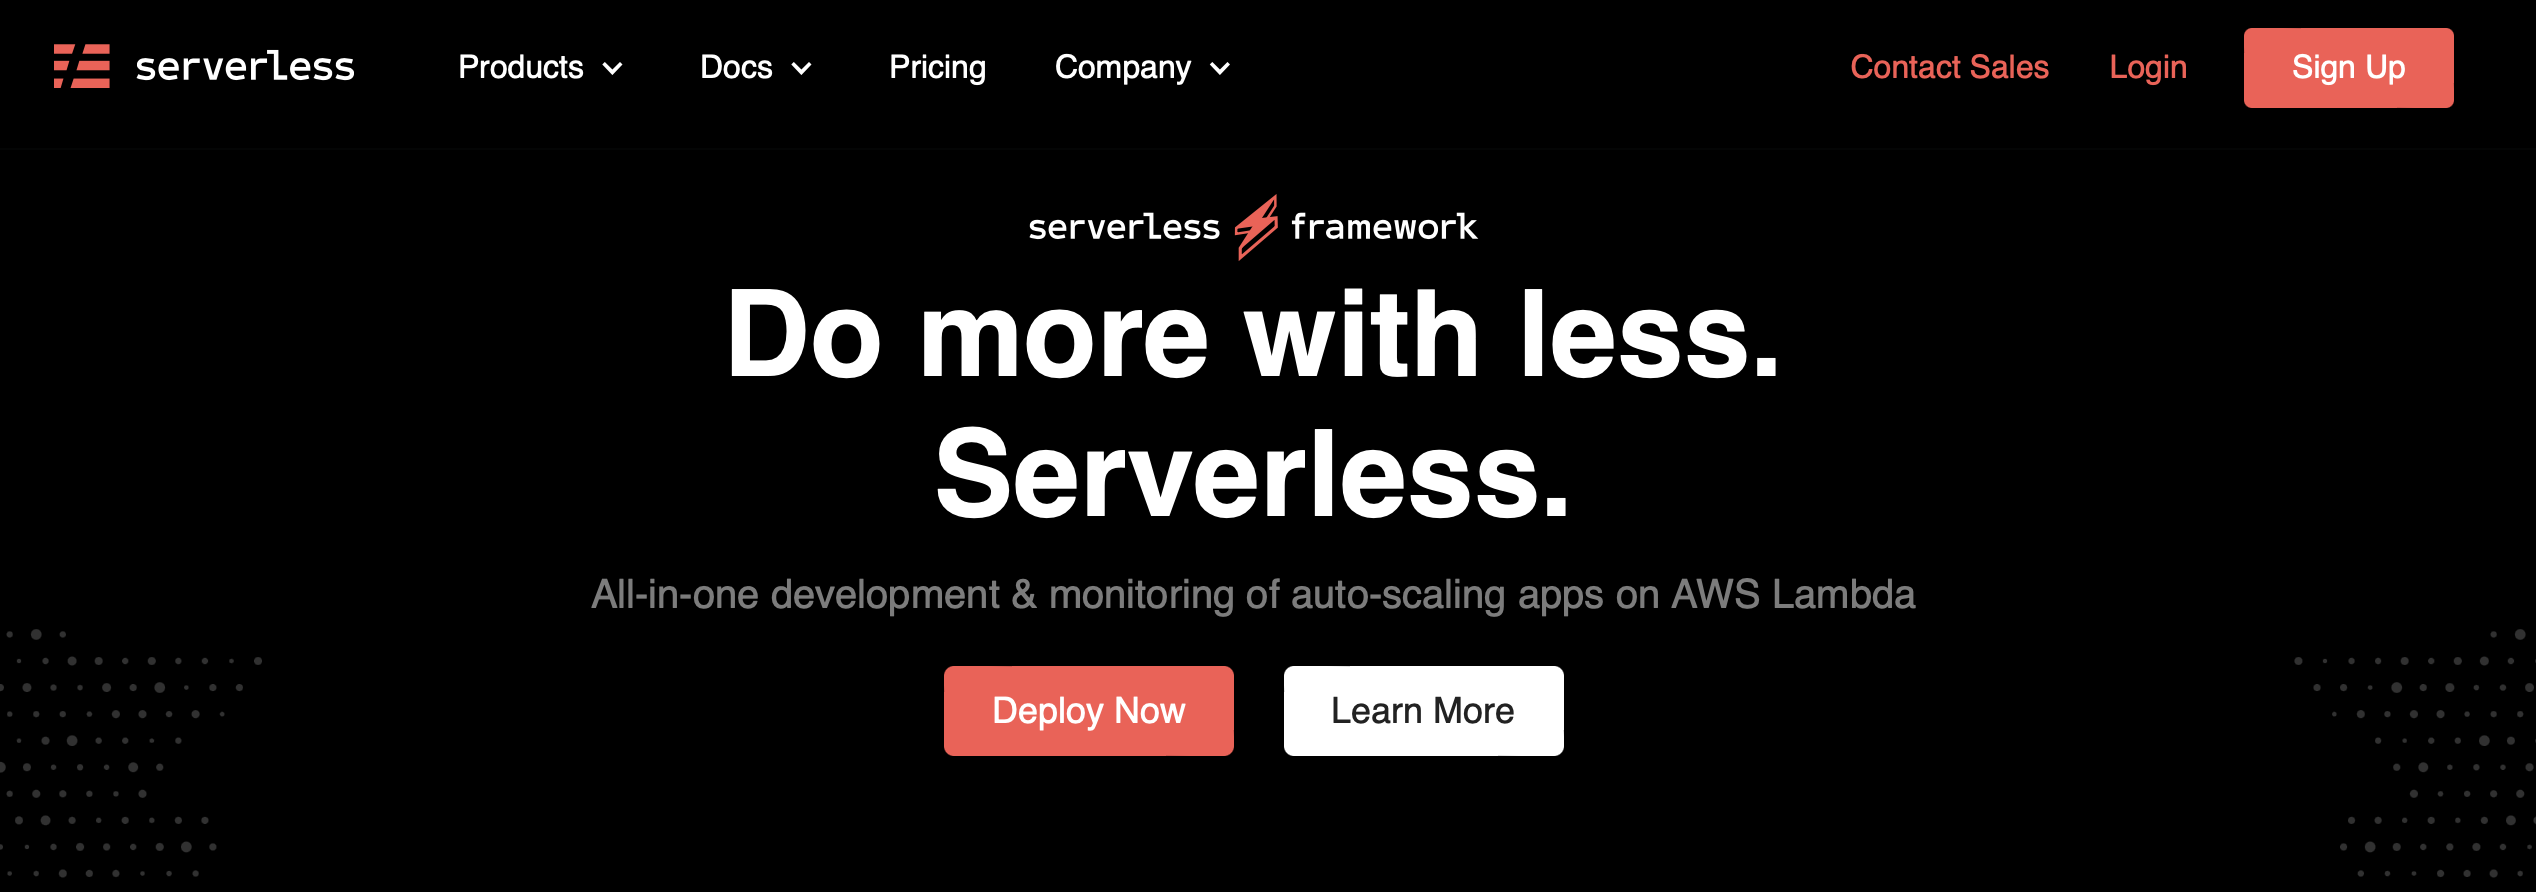 serverless Products Docs Pricing Company Contact Sales Login Sign Up
serverless framework
Do more with less.
Serverless.
All-in-one development & monitoring of auto-scaling apps on AWS Lambda
Deploy Now Learn More